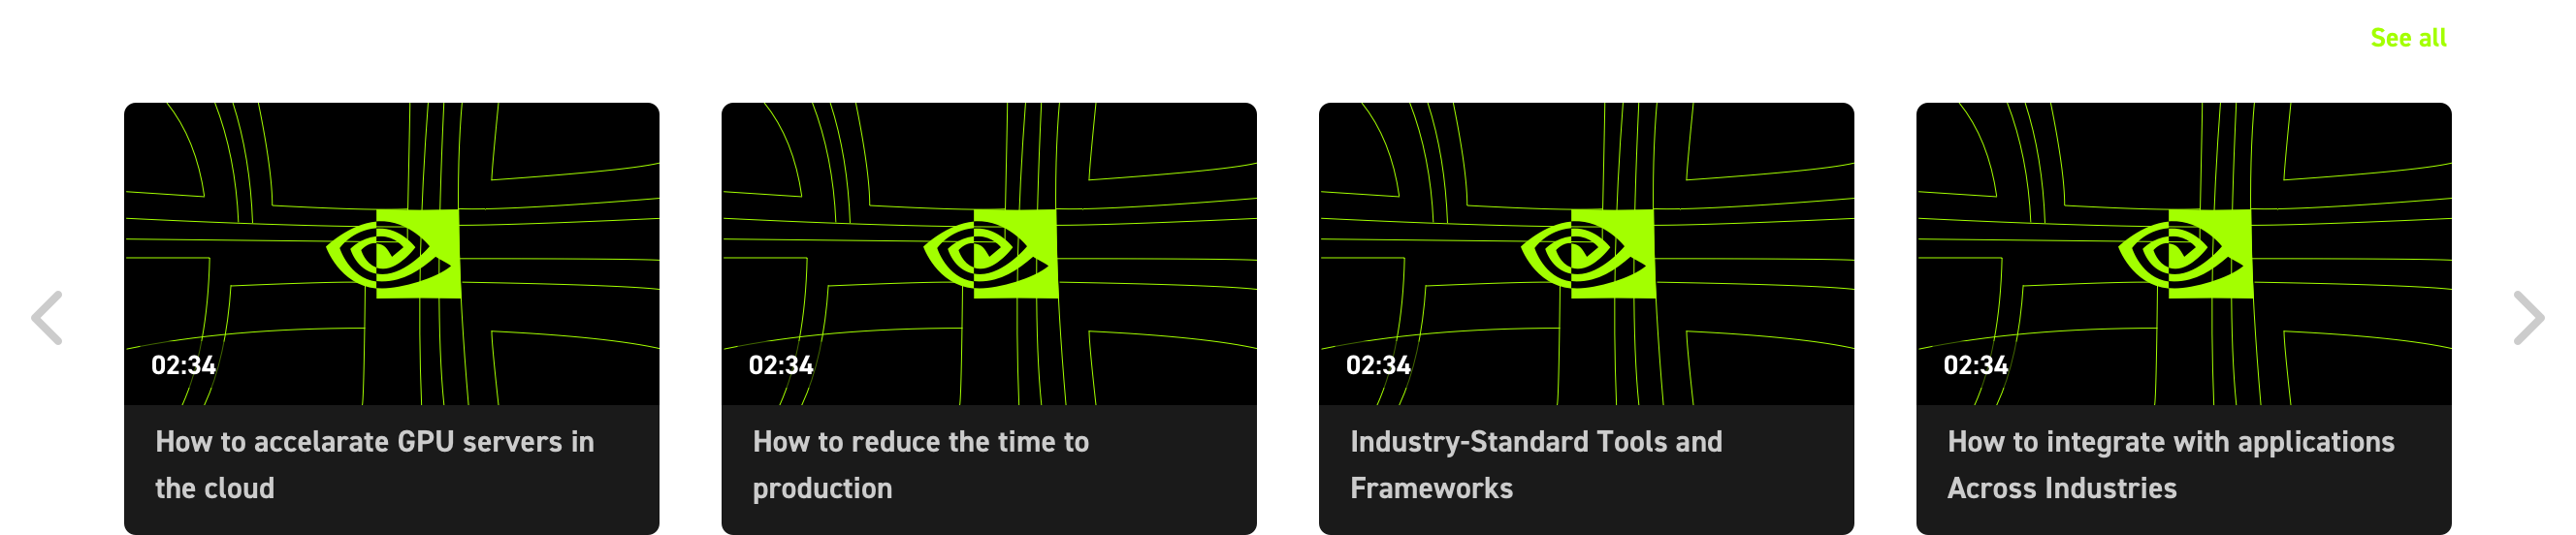 See all
02:34
How to accelarate GPU servers in
the cloud
02:34
How to reduce the time to
production
02:34
Industry-Standard Tools and
Frameworks
02:34
How to integrate with applications
Across Industries